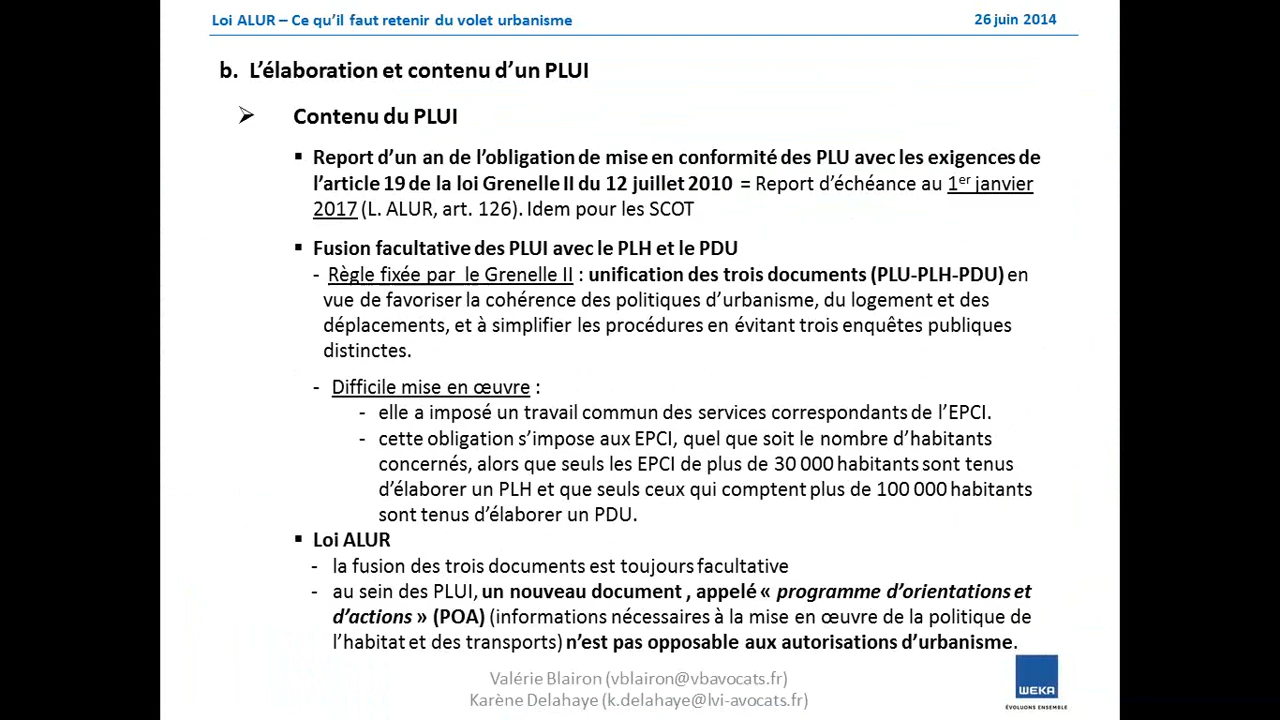 Loi ALUR – Ce qu’il faut retenir du volet urbanisme 26 juin 2014
b. L’élaboration et contenu d’un PLUI
➢ Contenu du PLUI
▪ Report d’un an de l’obligation de mise en conformité des PLU avec les exigences de
l’article 19 de la loi Grenelle II du 12 juillet 2010 = Report d’échéance au 1er janvier
2017 (L. ALUR, art. 126). Idem pour les SCOT
▪ Fusion facultative des PLUI avec le PLH et le PDU
- Règle fixée par le Grenelle II : unification des trois documents (PLU-PLH-PDU) en
vue de favoriser la cohérence des politiques d’urbanisme, du logement et des
déplacements, et à simplifier les procédures en évitant trois enquêtes publiques
distinctes.
- Difficile mise en œuvre :
- elle a imposé un travail commun des services correspondants de l’EPCI.
- cette obligation s’impose aux EPCI, quel que soit le nombre d’habitants
concernés, alors que seuls les EPCI de plus de 30 000 habitants sont tenus
d’élaborer un PLH et que seuls ceux qui comptent plus de 100 000 habitants
sont tenus d’élaborer un PDU.
▪ Loi ALUR
- la fusion des trois documents est toujours facultative
- au sein des PLUI, un nouveau document , appelé « programme d’orientations et
d’actions » (POA) (informations nécessaires à la mise en œuvre de la politique de
l’habitat et des transports) n’est pas opposable aux autorisations d’urbanisme.
Valérie Blairon (vblairon@vbavocats.fr)
Karène Delahaye (k.delahaye@lvi-avocats.fr)
WEKA
ÉVOLUONS ENSEMBLE